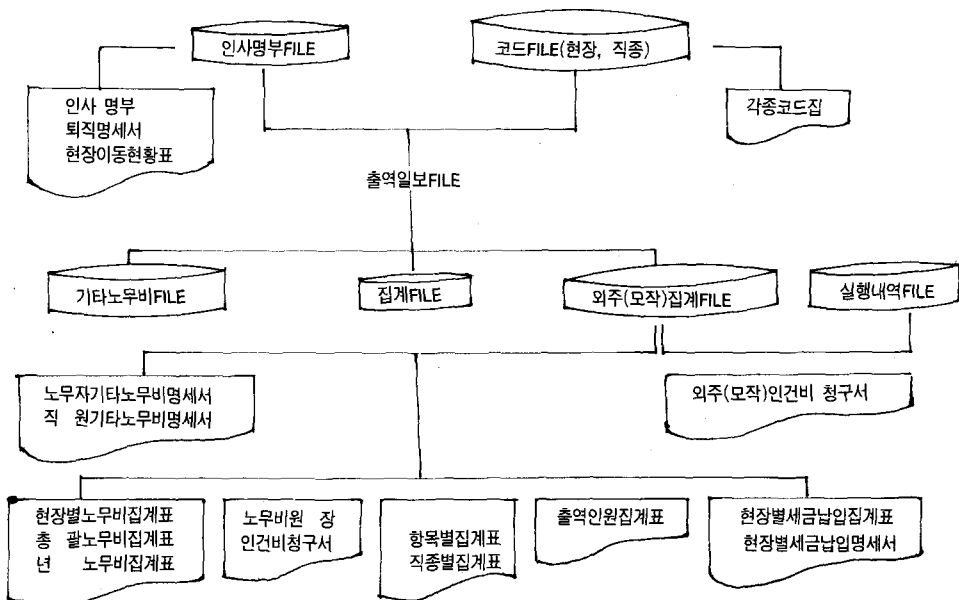 인사명부FILE
코드FILE(현장, 직종)
인사 명부
퇴직명세서
현장이동현황표
각종코드집
출역일보FILE
기타노무비FILE
집계FILE
외주(모작)집계FILE
실행내역FILE
노무자기타노무비명세서
직 원기타노무비명세서
외주(모작)인건비 청구서
현장별노무비집계표
총 괄노무비집계표
년 노무비집계표
노무비원 장
인건비청구서
항목별집계표
직종별집계표
출역인원집계표
현장별세금납입집계표
현장별세금납입명세서